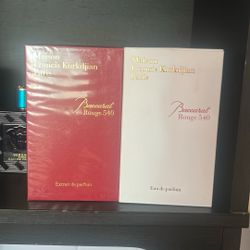 Maison
Francis Kurkdjian
Paris
Baccarat
Rouge 540
Extrait de parfum
Maison
Francis Kurkdjian
Paris
Baccarat
Rouge 540
Eau de parfum